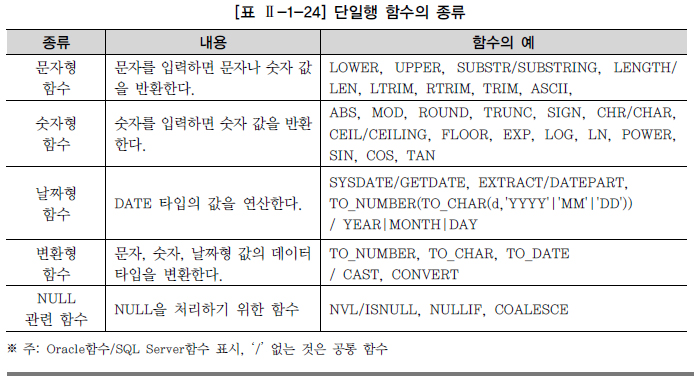 [표 Ⅱ-1-24] 단일행 함수의 종류
종류 내용 함수의 예
문자형 함수
문자를 입력하면 문자나 숫자 값
을 반환한다.
LOWER, UPPER, SUBSTR/SUBSTRING, LENGTH/
LEN, LTRIM, RTRIM, TRIM, ASCII,
숫자형 함수
숫자를 입력하면 숫자 값을 반환
한다.
ABS, MOD, ROUND, TRUNC, SIGN, CHR/CHAR,
CEIL/CEILING, FLOOR, EXP, LOG, LN, POWER,
SIN, COS, TAN
날짜형 함수
DATE 타입의 값을 연산한다.
SYSDATE/GETDATE, EXTRACT/DATEPART,
TO_NUMBER(TO_CHAR(d,'YYYY'|'MM'|'DD'))
/ YEAR|MONTH|DAY
변환형 함수
문자, 숫자, 날짜형 값의 데이터
타입을 변환한다.
TO_NUMBER, TO_CHAR, TO_DATE
/ CAST, CONVERT
NULL 관련 함수
NULL을 처리하기 위한 함수
NVL/ISNULL, NULLIF, COALESCE
※ 주: Oracle함수/SQL Server함수 표시, '/' 없는 것은 공통 함수